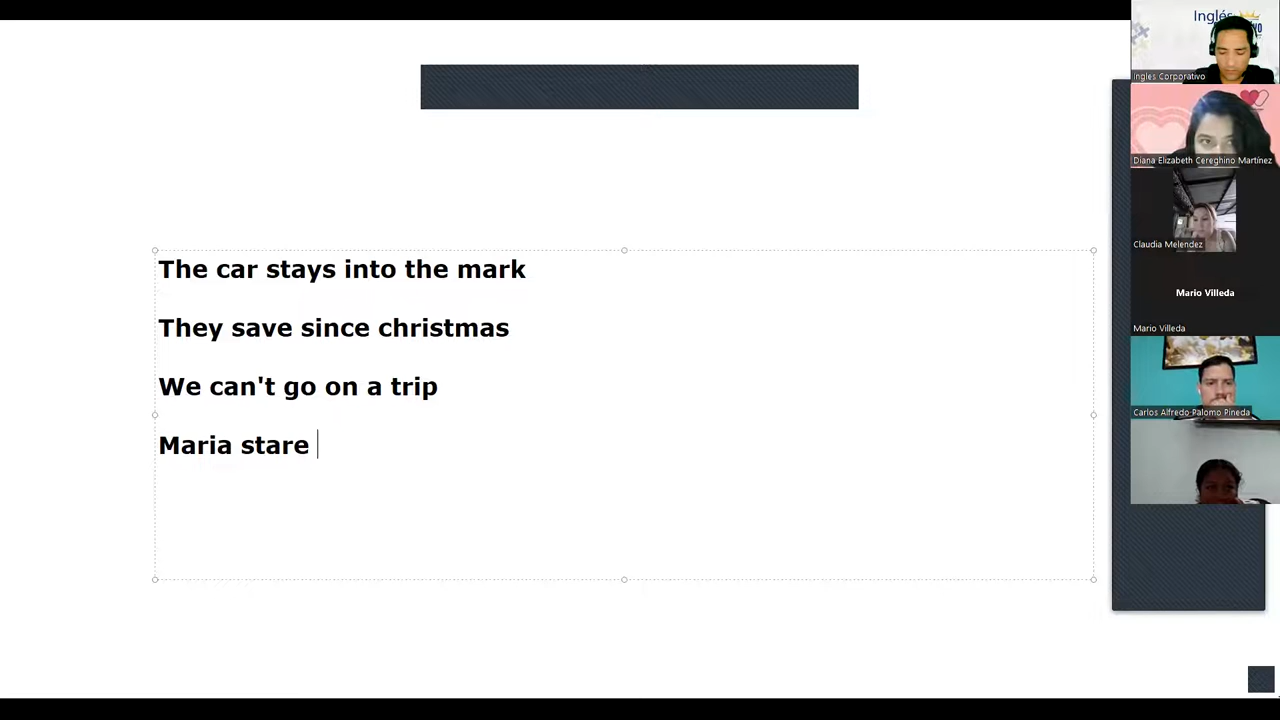 Inglés
The car stays into the mark
They save since christmas
We can't go on a trip
Maria stare
Ingles Corporativo
Diana Elizabeth Cereghino Martínez
Claudia Melendez
Mario Villeda
Mario Villeda
Carlos Alfredo Palomo Pineda